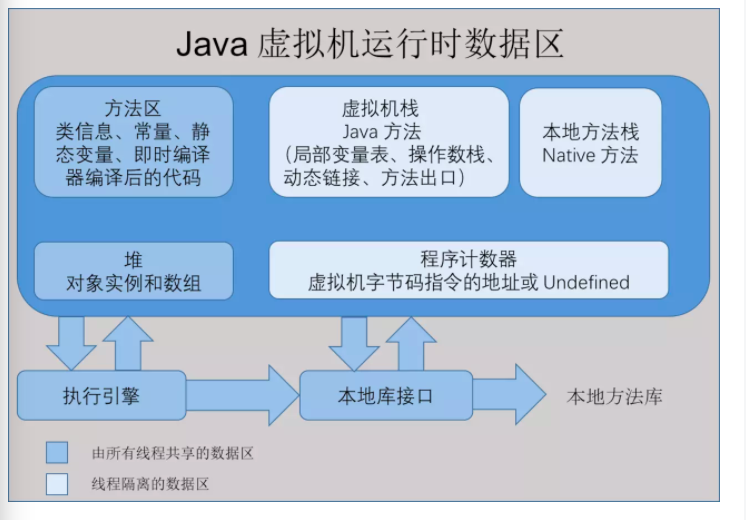 Java 虚拟机运行时数据区
方法区
类信息、常量、静
态变量、即时编译
器编译后的代码
虚拟机栈
Java 方法
（局部变量表、操作数栈、
动态链接、方法出口）
本地方法栈
Native 方法
堆
对象实例和数组
程序计数器
虚拟机字节码指令的地址或 Undefined
执行引擎
本地库接口
本地方法库
由所有线程共享的数据区
线程隔离的数据区